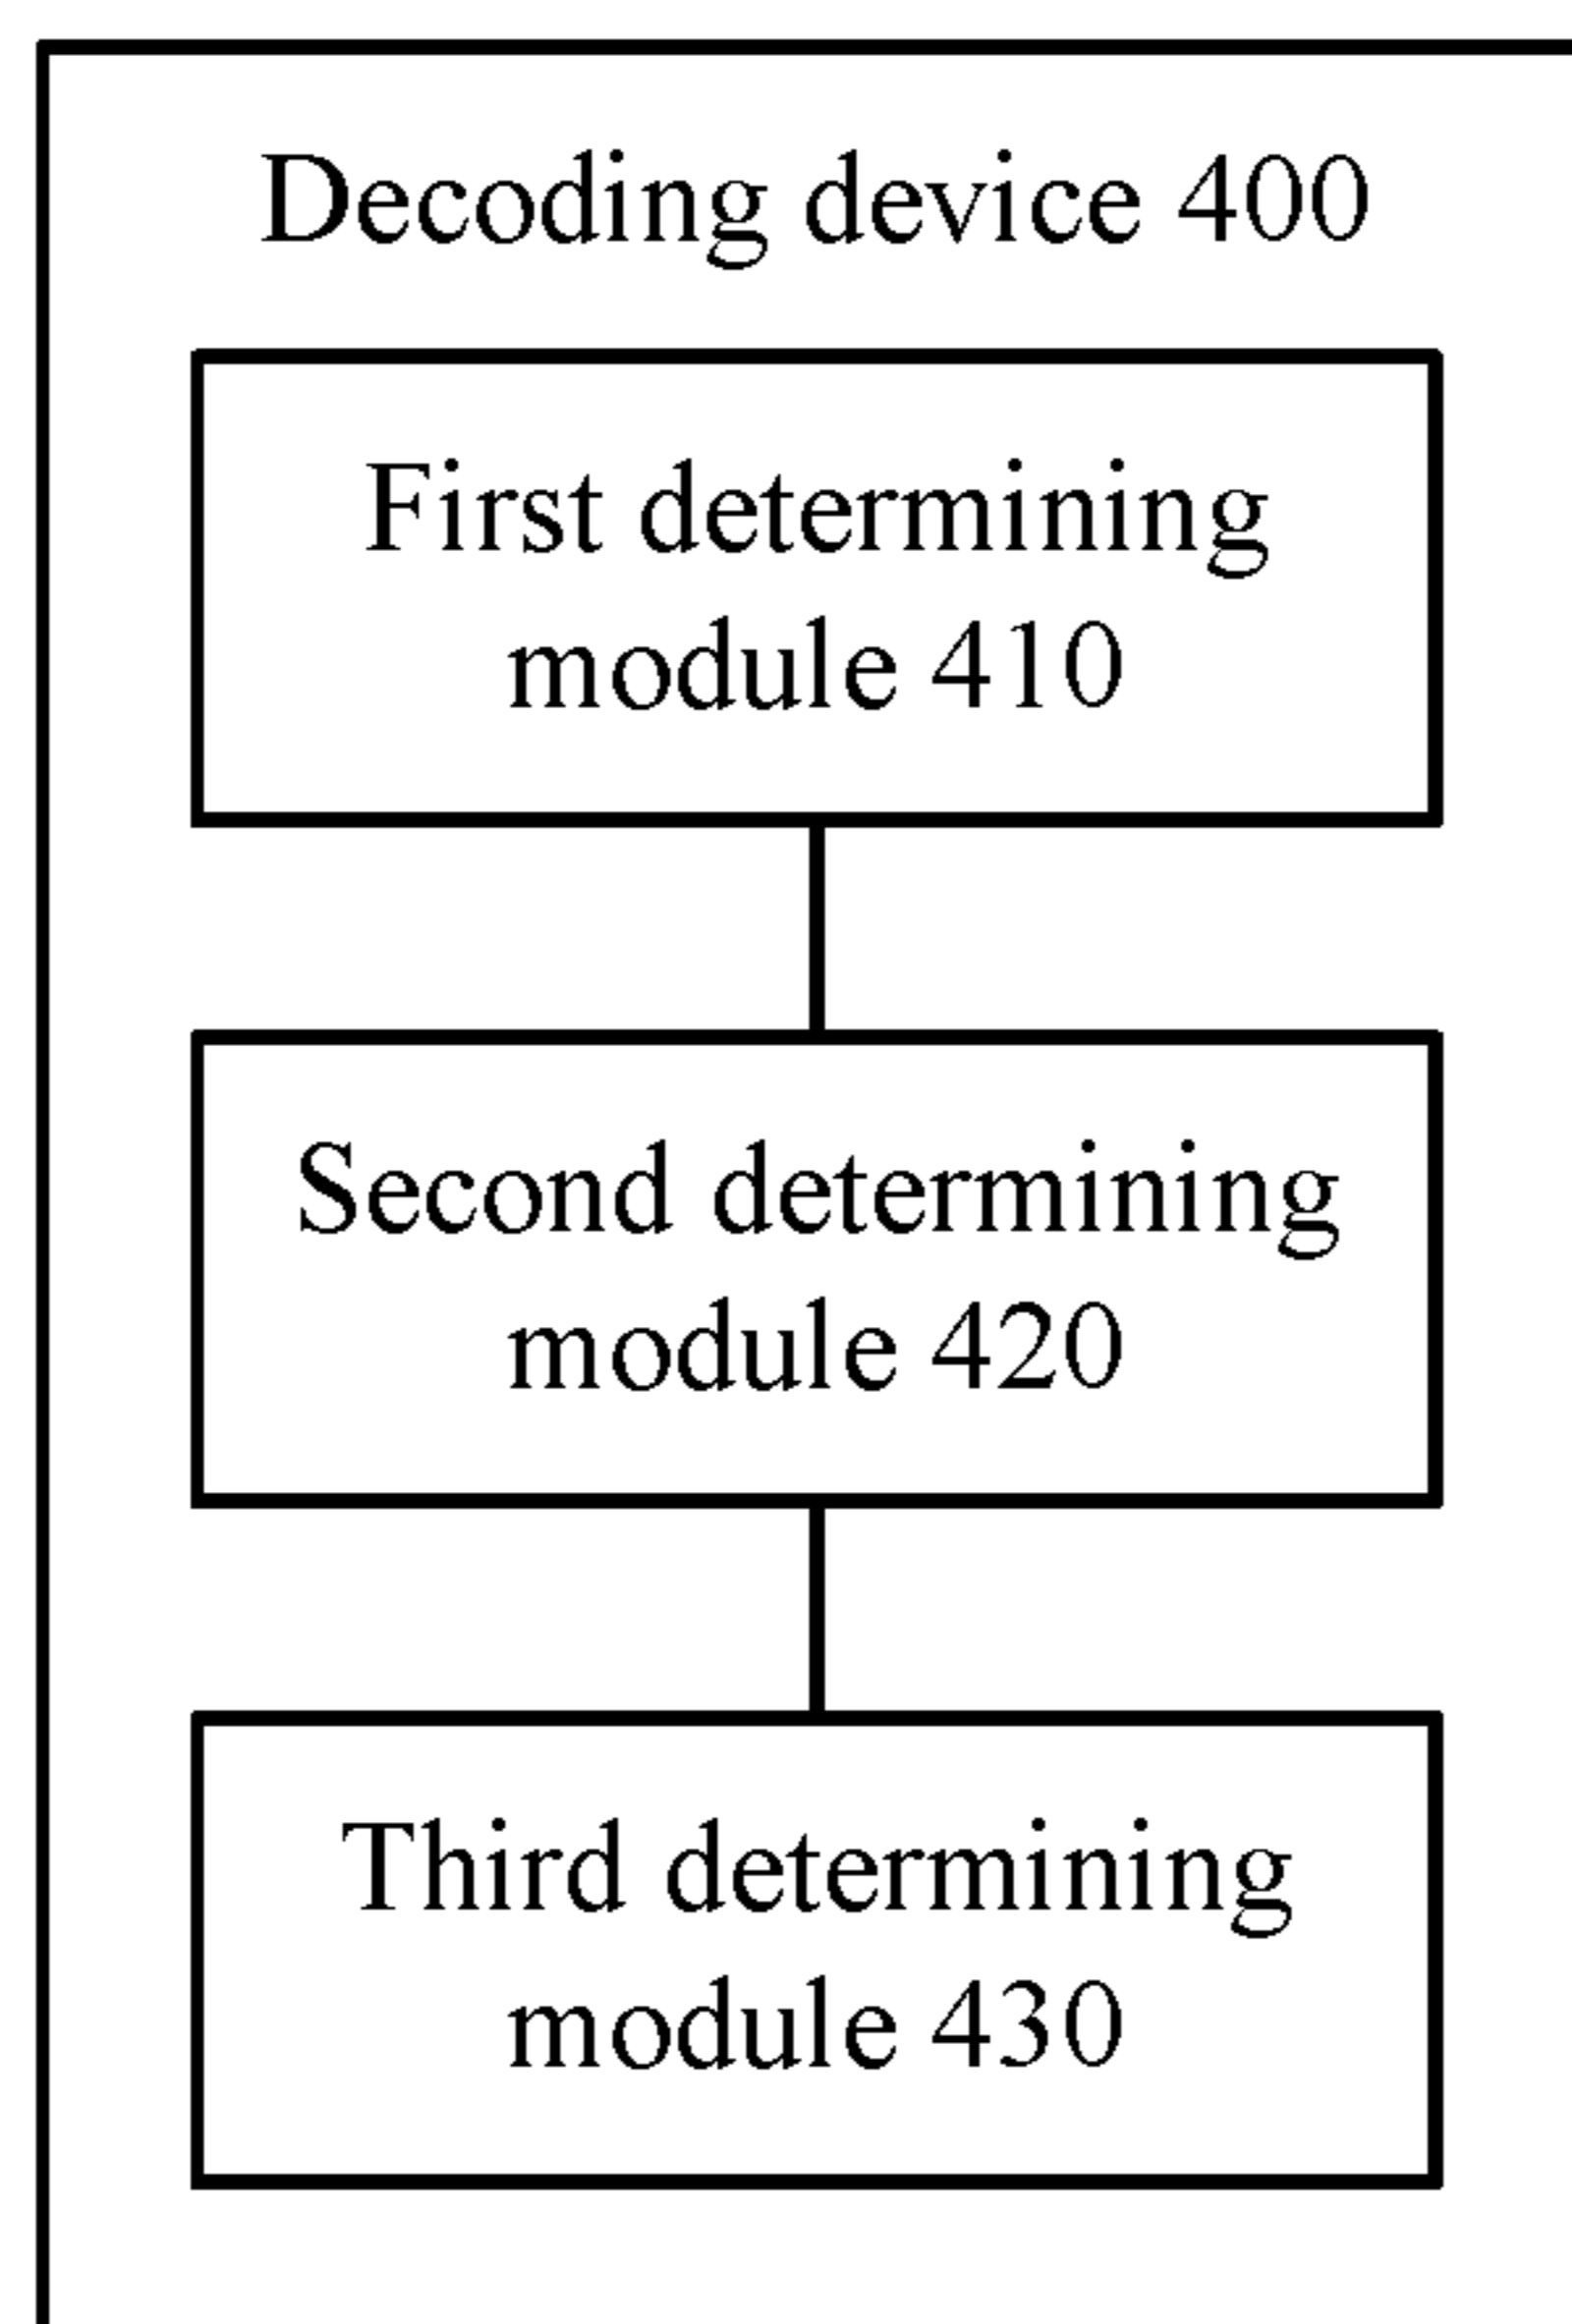 Decoding device 400
First determining
module 410
Second determining
module 420
Third determining
module 430